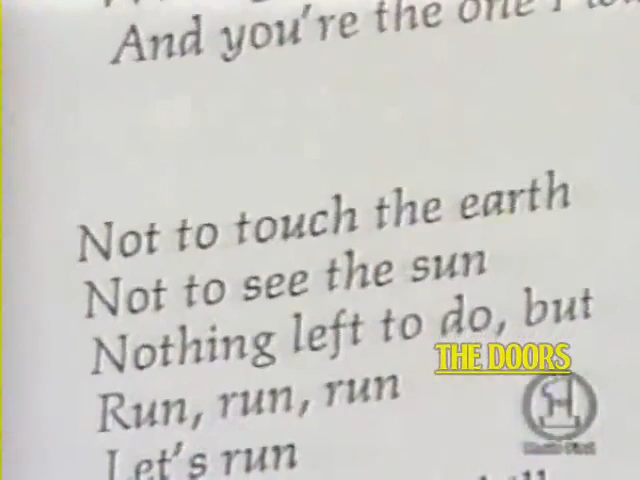 And you're the one I
Not to touch the earth
Not to see the sun
Nothing left to do, but
THE DOORS
Run, run, run
Let's run